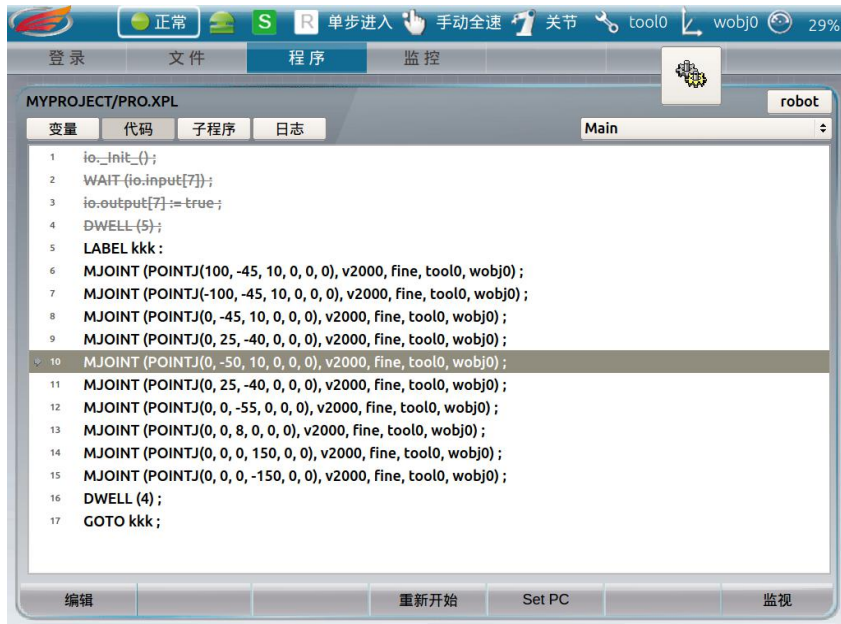 正常 S R 单步进入 手动全速 关节 tool0 wobj0 29%
登录 文件 程序 监控
MYPROJECT/PRO.XPL robot
变量 代码 子程序 日志 Main
1 io._Init_() ;
2 WAIT (io.input[7]) ;
3 io.output[7] := true ;
4 DWELL (5) ;
5 LABEL kkk :
6 MJOINT (POINTJ(100, -45, 10, 0, 0, 0), v2000, fine, tool0, wobj0) ;
7 MJOINT (POINTJ(-100, -45, 10, 0, 0, 0), v2000, fine, tool0, wobj0) ;
8 MJOINT (POINTJ(0, -45, 10, 0, 0, 0), v2000, fine, tool0, wobj0) ;
9 MJOINT (POINTJ(0, 25, -40, 0, 0, 0), v2000, fine, tool0, wobj0) ;
10 MJOINT (POINTJ(0, -50, 10, 0, 0, 0), v2000, fine, tool0, wobj0) ;
11 MJOINT (POINTJ(0, 25, -40, 0, 0, 0), v2000, fine, tool0, wobj0) ;
12 MJOINT (POINTJ(0, 0, -55, 0, 0, 0), v2000, fine, tool0, wobj0) ;
13 MJOINT (POINTJ(0, 0, 8, 0, 0, 0), v2000, fine, tool0, wobj0) ;
14 MJOINT (POINTJ(0, 0, 0, 150, 0, 0), v2000, fine, tool0, wobj0) ;
15 MJOINT (POINTJ(0, 0, 0, -150, 0, 0), v2000, fine, tool0, wobj0) ;
16 DWELL (4) ;
17 GOTO kkk ;
编辑 重新开始 Set PC 监视